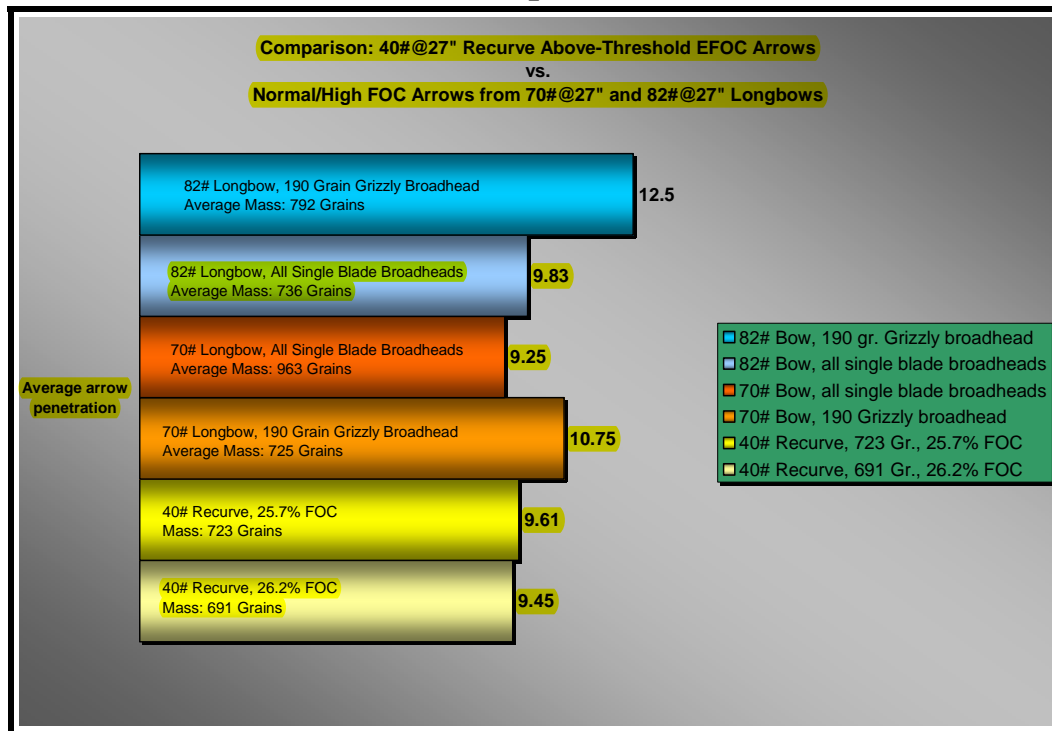 Comparison: 40#@27" Recurve Above-Threshold EFOC Arrows
vs.
Normal/High FOC Arrows from 70#@27" and 82#@27" Longbows
82# Longbow, 190 Grain Grizzly Broadhead
Average Mass: 792 Grains
12.5
82# Longbow, All Single Blade Broadheads
Average Mass: 736 Grains
9.83
70# Longbow, All Single Blade Broadheads
Average Mass: 963 Grains
9.25
70# Longbow, 190 Grain Grizzly Broadhead
Average Mass: 725 Grains
10.75
40# Recurve, 25.7% FOC
Mass: 723 Grains
9.61
40# Recurve, 26.2% FOC
Mass: 691 Grains
9.45
Average arrow
penetration
82# Bow, 190 gr. Grizzly broadhead
82# Bow, all single blade broadheads
70# Bow, all single blade broadheads
70# Bow, 190 Grizzly broadhead
40# Recurve, 723 Gr., 25.7% FOC
40# Recurve, 691 Gr., 26.2% FOC